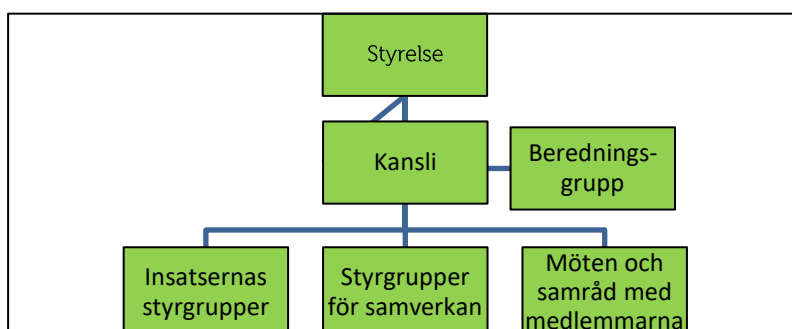 Styrelse
Kansli
Berednings-
grupp
Insatsernas
styrgrupper
Styrgrupper
för samverkan
Möten och
samråd med
medlemmarna